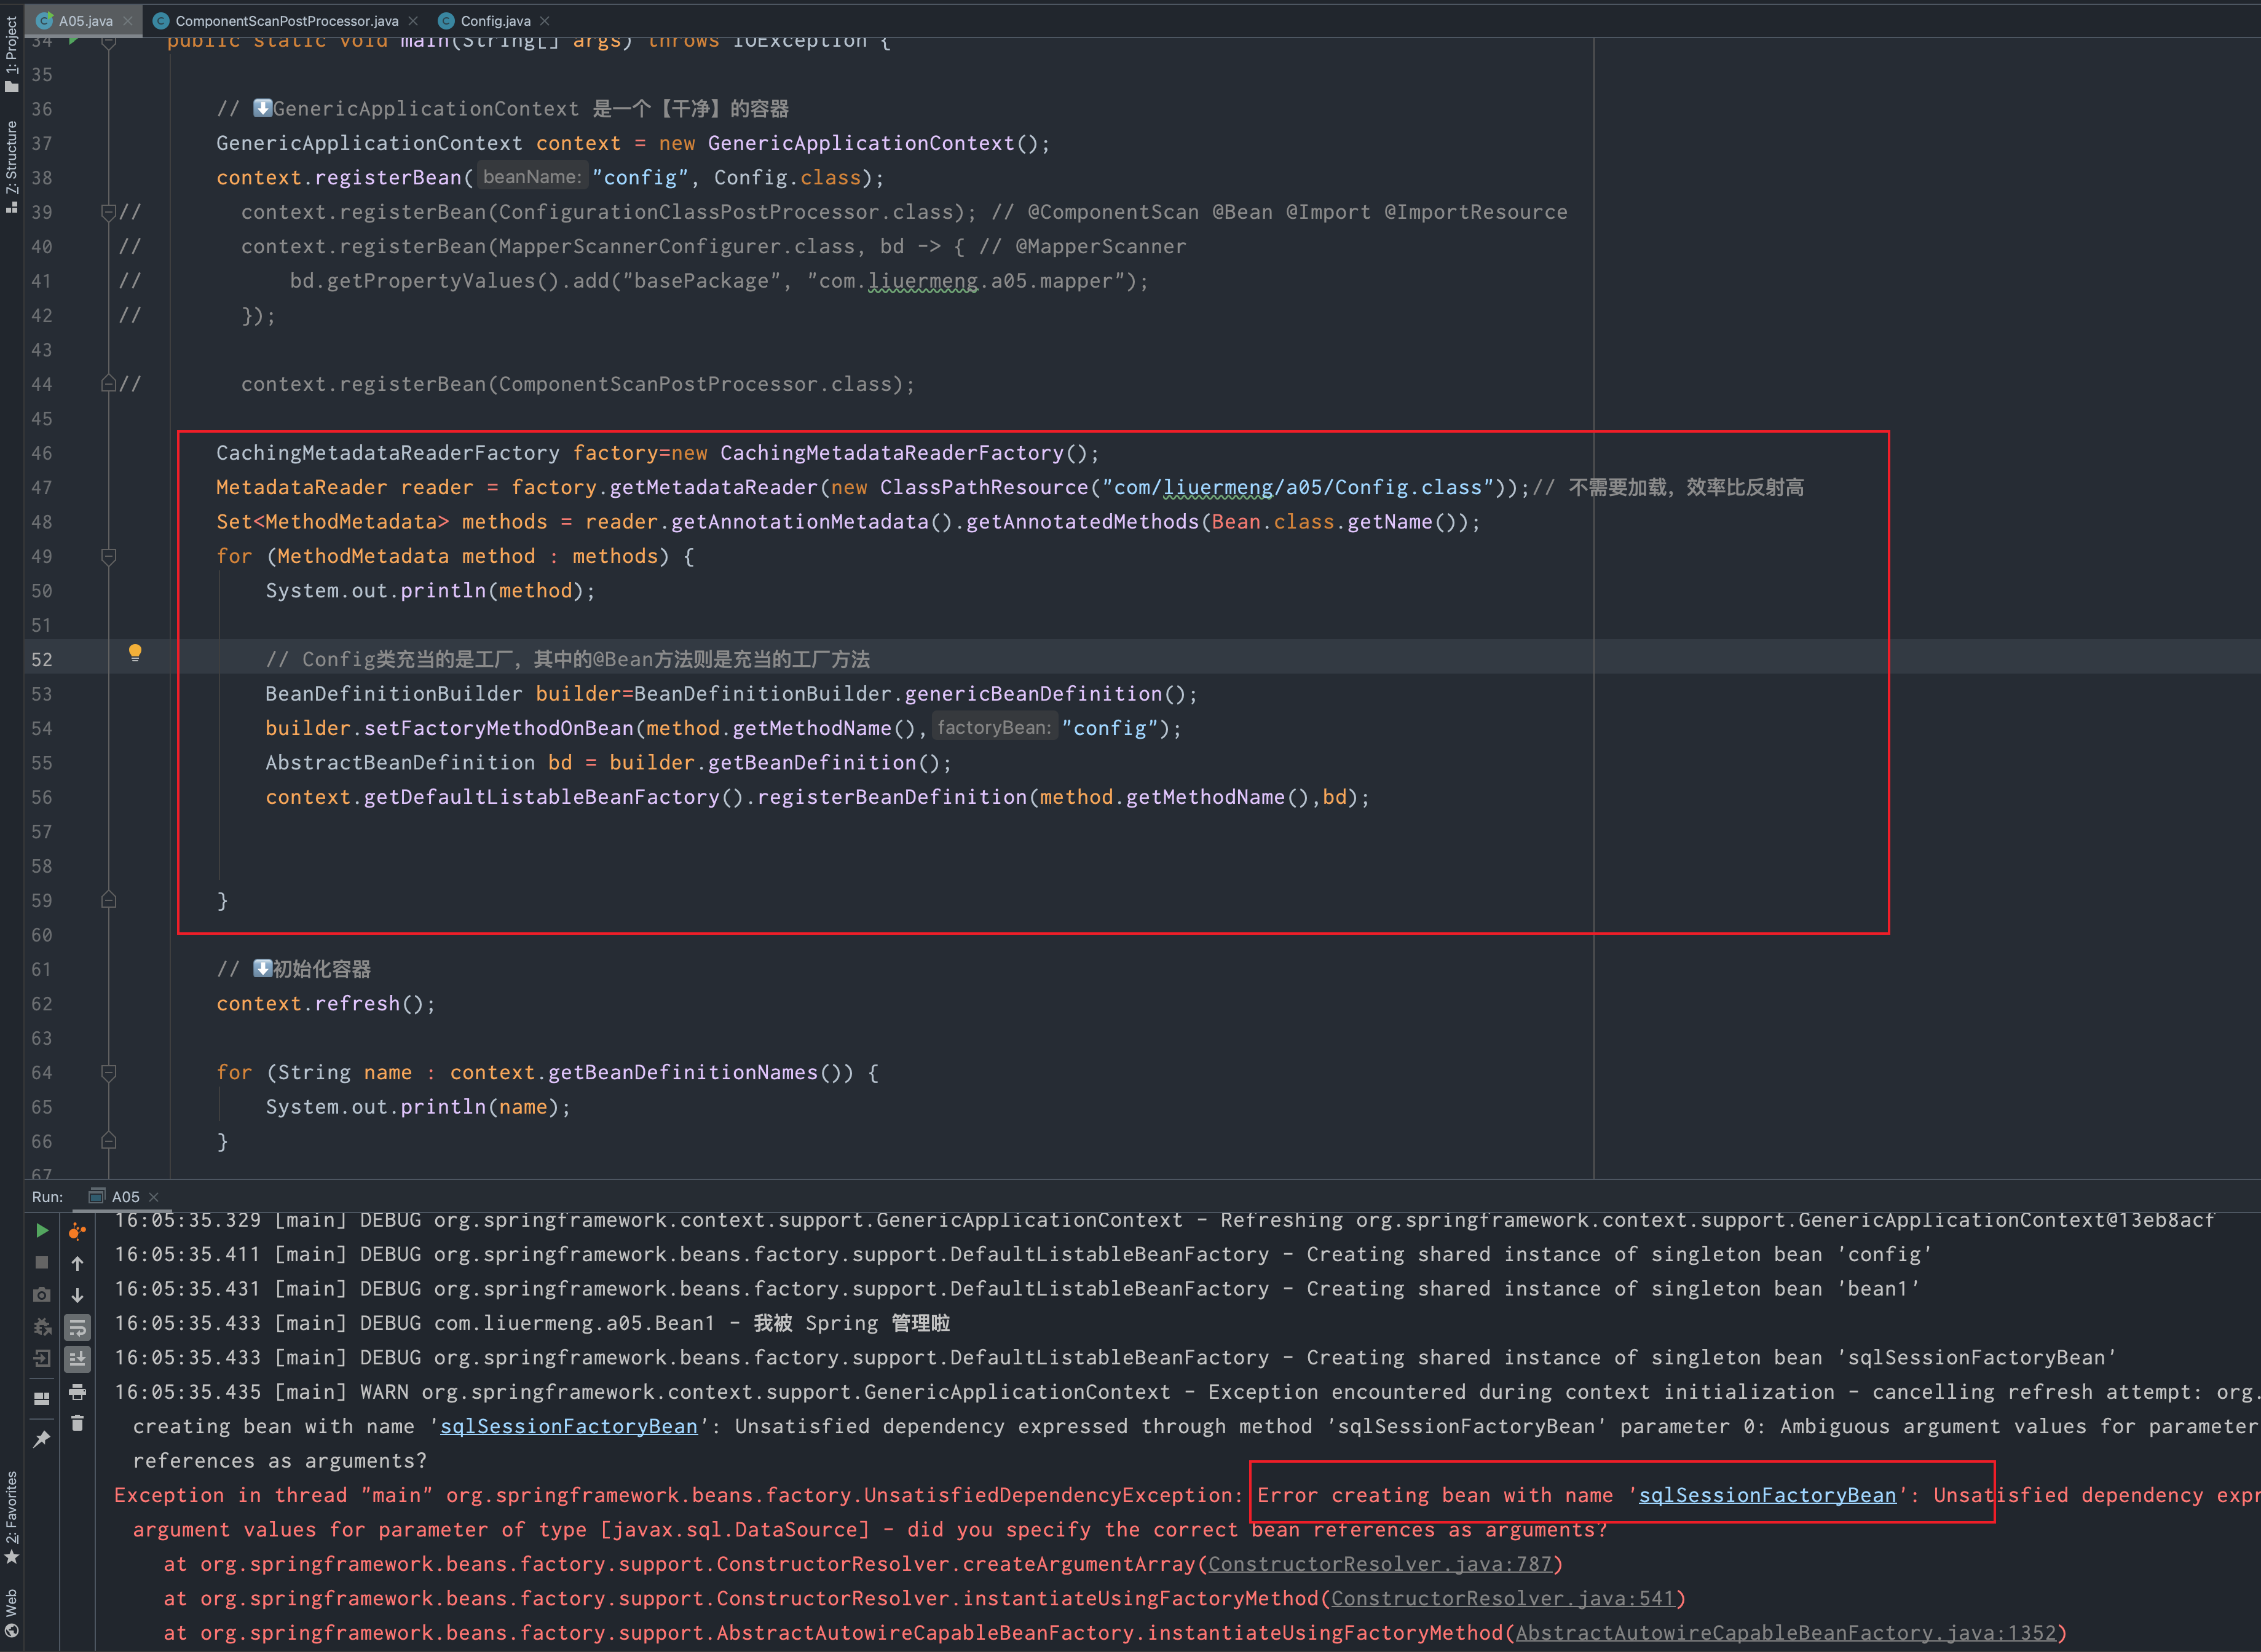 A05.java
ComponentScanPostProcessor.java
Config.java
1: Project
7: Structure
2: Favorites
Web
34 public static void main(String[] args) throws IOException {
35
36 // ⬇️GenericApplicationContext 是一个【干净】的容器
37 GenericApplicationContext context = new GenericApplicationContext();
38 context.registerBean( beanName: "config", Config.class);
39 // context.registerBean(ConfigurationClassPostProcessor.class); // @ComponentScan @Bean @Import @ImportResource
40 // context.registerBean(MapperScannerConfigurer.class, bd -> { // @MapperScanner
41 // bd.getPropertyValues().add("basePackage", "com.liuermeng.a05.mapper");
42 // });
43
44 // context.registerBean(ComponentScanPostProcessor.class);
45
46 CachingMetadataReaderFactory factory=new CachingMetadataReaderFactory();
47 MetadataReader reader = factory.getMetadataReader(new ClassPathResource("com/liuermeng/a05/Config.class"));// 不需要加载，效率比反射高
48 Set<MethodMetadata> methods = reader.getAnnotationMetadata().getAnnotatedMethods(Bean.class.getName());
49 for (MethodMetadata method : methods) {
50 System.out.println(method);
51
52 // Config类充当的是工厂，其中的@Bean方法则是充当的工厂方法
53 BeanDefinitionBuilder builder=BeanDefinitionBuilder.genericBeanDefinition();
54 builder.setFactoryMethodOnBean(method.getMethodName(), factoryBean: "config");
55 AbstractBeanDefinition bd = builder.getBeanDefinition();
56 context.getDefaultListableBeanFactory().registerBeanDefinition(method.getMethodName(),bd);
57
58
59 }
60
61 // ⬇️初始化容器
62 context.refresh();
63
64 for (String name : context.getBeanDefinitionNames()) {
65 System.out.println(name);
66 }
67
Run: A05
16:05:35.329 [main] DEBUG org.springframework.context.support.GenericApplicationContext - Refreshing org.springframework.context.support.GenericApplicationContext@13eb8acf
16:05:35.411 [main] DEBUG org.springframework.beans.factory.support.DefaultListableBeanFactory - Creating shared instance of singleton bean 'config'
16:05:35.431 [main] DEBUG org.springframework.beans.factory.support.DefaultListableBeanFactory - Creating shared instance of singleton bean 'bean1'
16:05:35.433 [main] DEBUG com.liuermeng.a05.Bean1 - 我被 Spring 管理啦
16:05:35.433 [main] DEBUG org.springframework.beans.factory.support.DefaultListableBeanFactory - Creating shared instance of singleton bean 'sqlSessionFactoryBean'
16:05:35.435 [main] WARN org.springframework.context.support.GenericApplicationContext - Exception encountered during context initialization - cancelling refresh attempt: org.
creating bean with name 'sqlSessionFactoryBean': Unsatisfied dependency expressed through method 'sqlSessionFactoryBean' parameter 0: Ambiguous argument values for parameter
references as arguments?
Exception in thread "main" org.springframework.beans.factory.UnsatisfiedDependencyException: Error creating bean with name 'sqlSessionFactoryBean': Unsatisfied dependency expr
argument values for parameter of type [javax.sql.DataSource] - did you specify the correct bean references as arguments?
at org.springframework.beans.factory.support.ConstructorResolver.createArgumentArray(ConstructorResolver.java:787)
at org.springframework.beans.factory.support.ConstructorResolver.instantiateUsingFactoryMethod(ConstructorResolver.java:541)
at org.springframework.beans.factory.support.AbstractAutowireCapableBeanFactory.instantiateUsingFactoryMethod(AbstractAutowireCapableBeanFactory.java:1352)